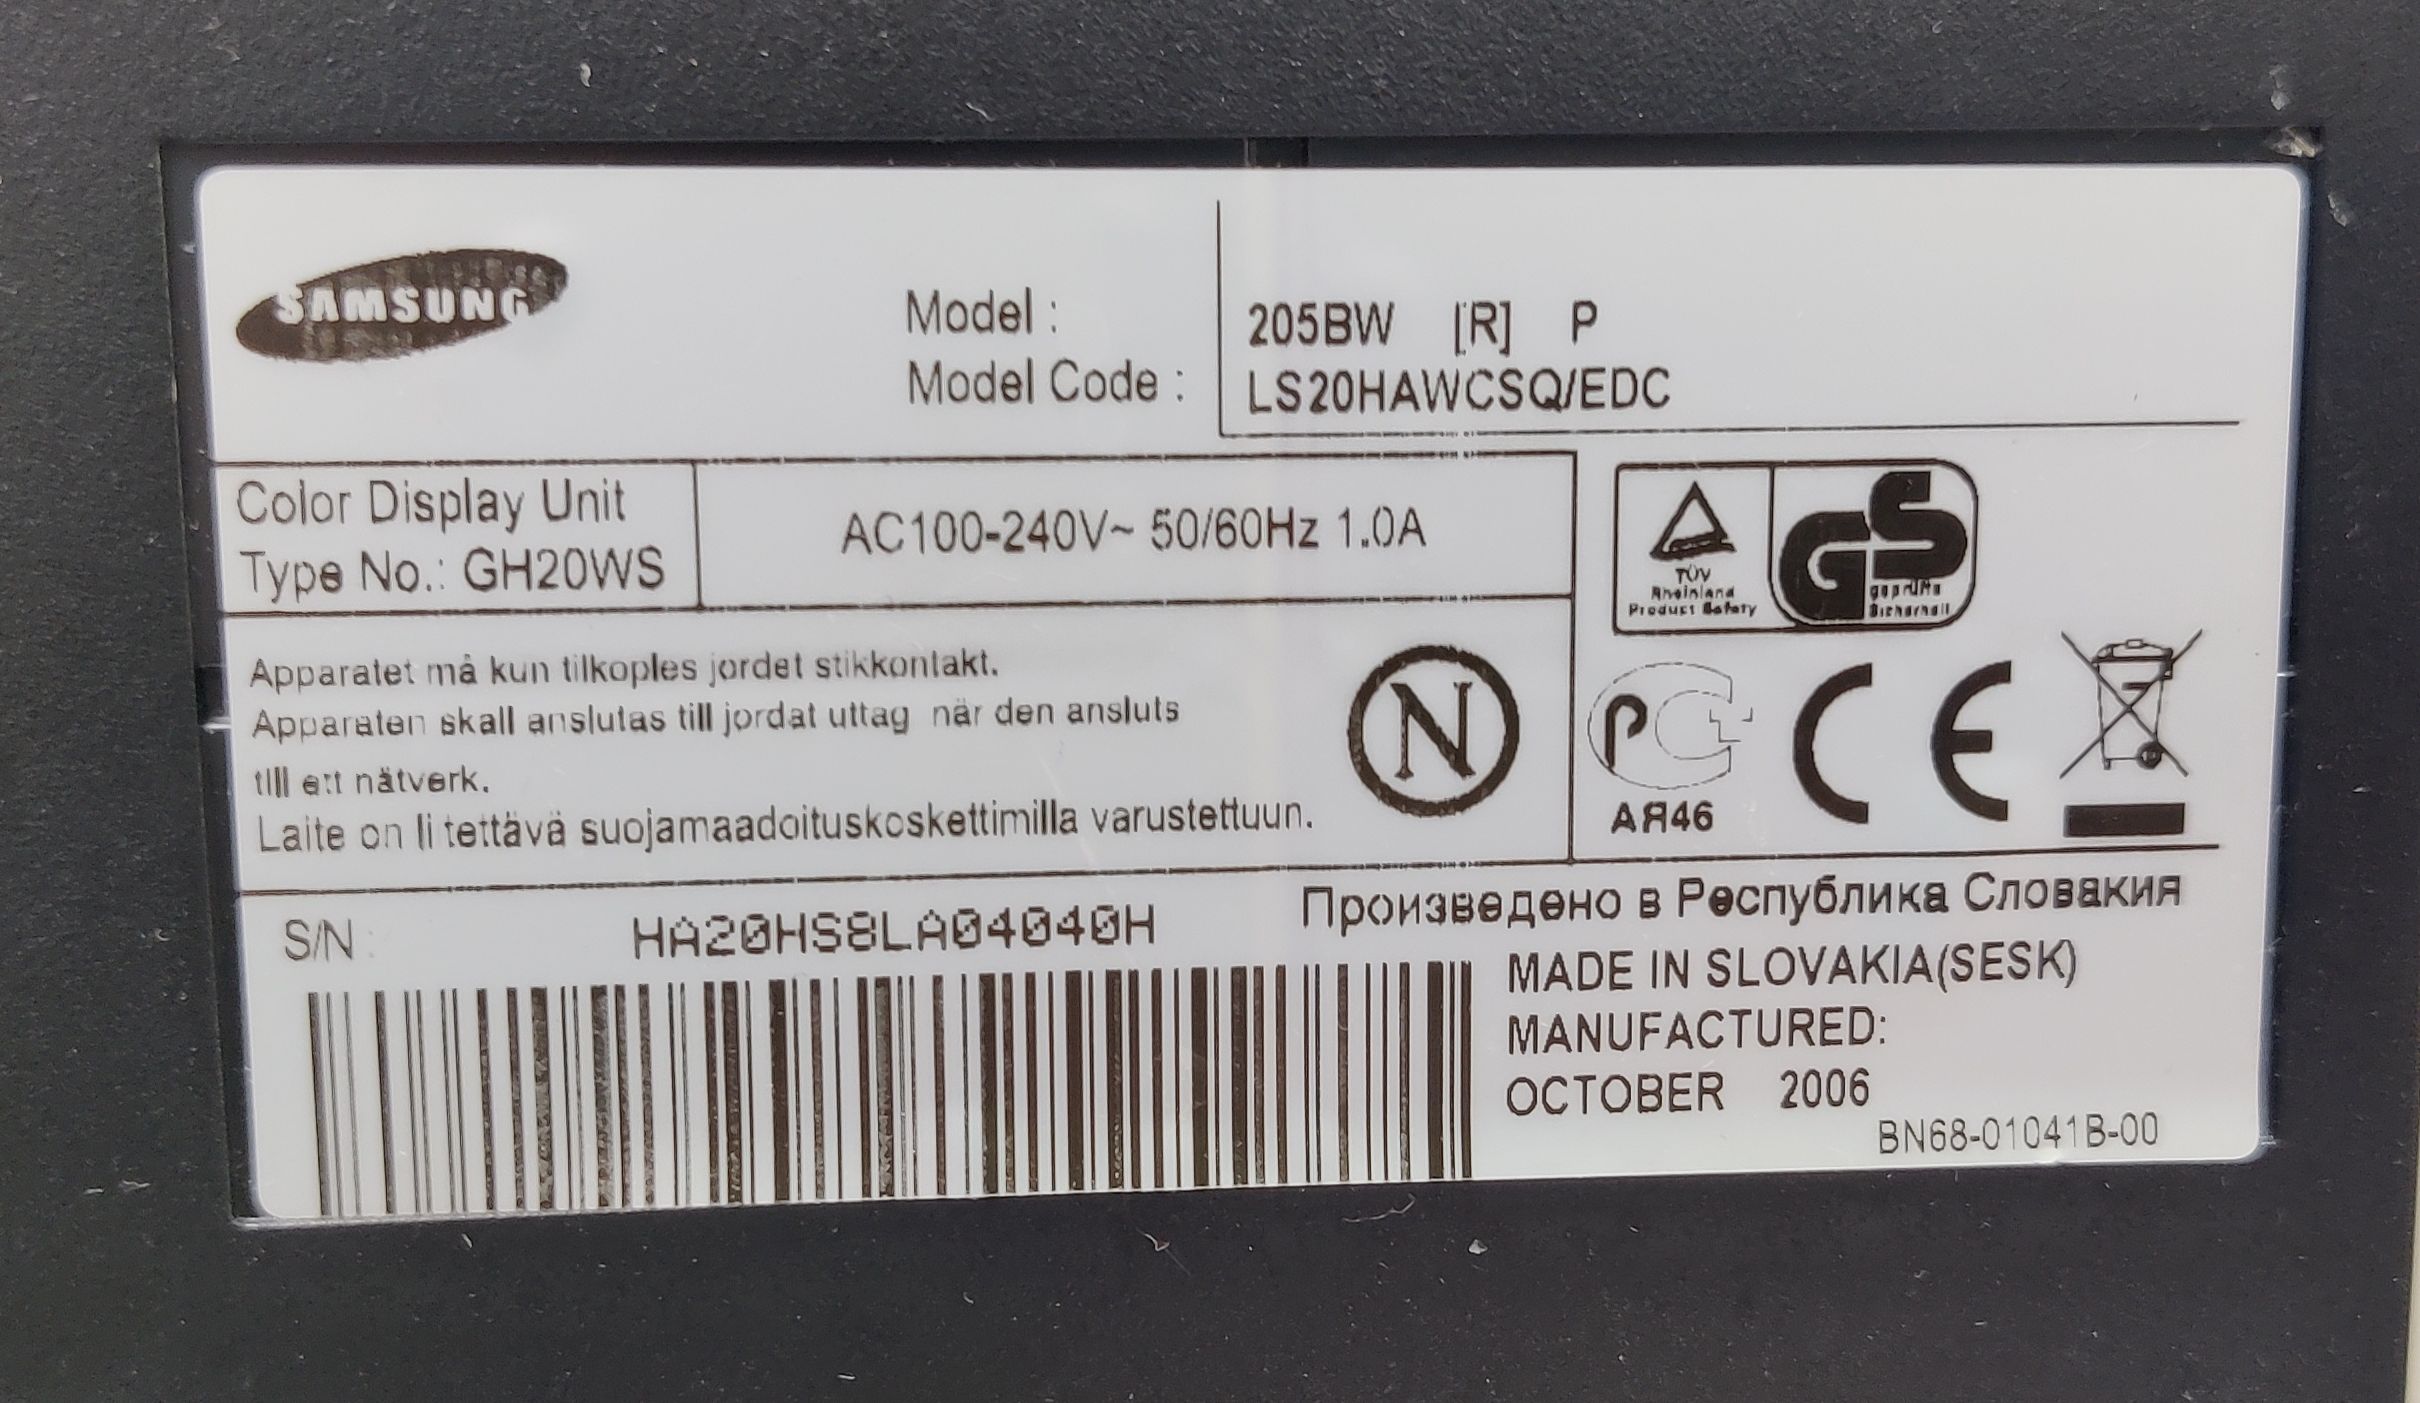 SAMSUNG
Model : 205BW [R] P
Model Code : LS20HAWCSQ/EDC
Color Display Unit
Type No.: GH20WS
AC100-240V~ 50/60Hz 1.0A
TÜV
Rheinland
Product Safety
GS
geprüfte
Sicherheit
Apparatet må kun tilkoples jordet stikkontakt.
Apparaten skall anslutas till jordat uttag när den ansluts
till ett nätverk.
Laite on li tettävä suojamaadoituskoskettimilla varustettuun.
N
PC
АЯ46
CE
S/N : HA20HS8LA04040H
Произведено в Республика Словакия
MADE IN SLOVAKIA(SESK)
MANUFACTURED:
OCTOBER 2006
BN68-01041B-00